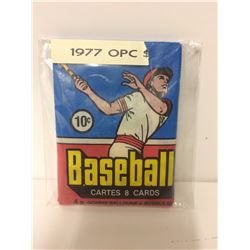 1977 OPC $
10¢
Baseball
CARTES 8 CARDS